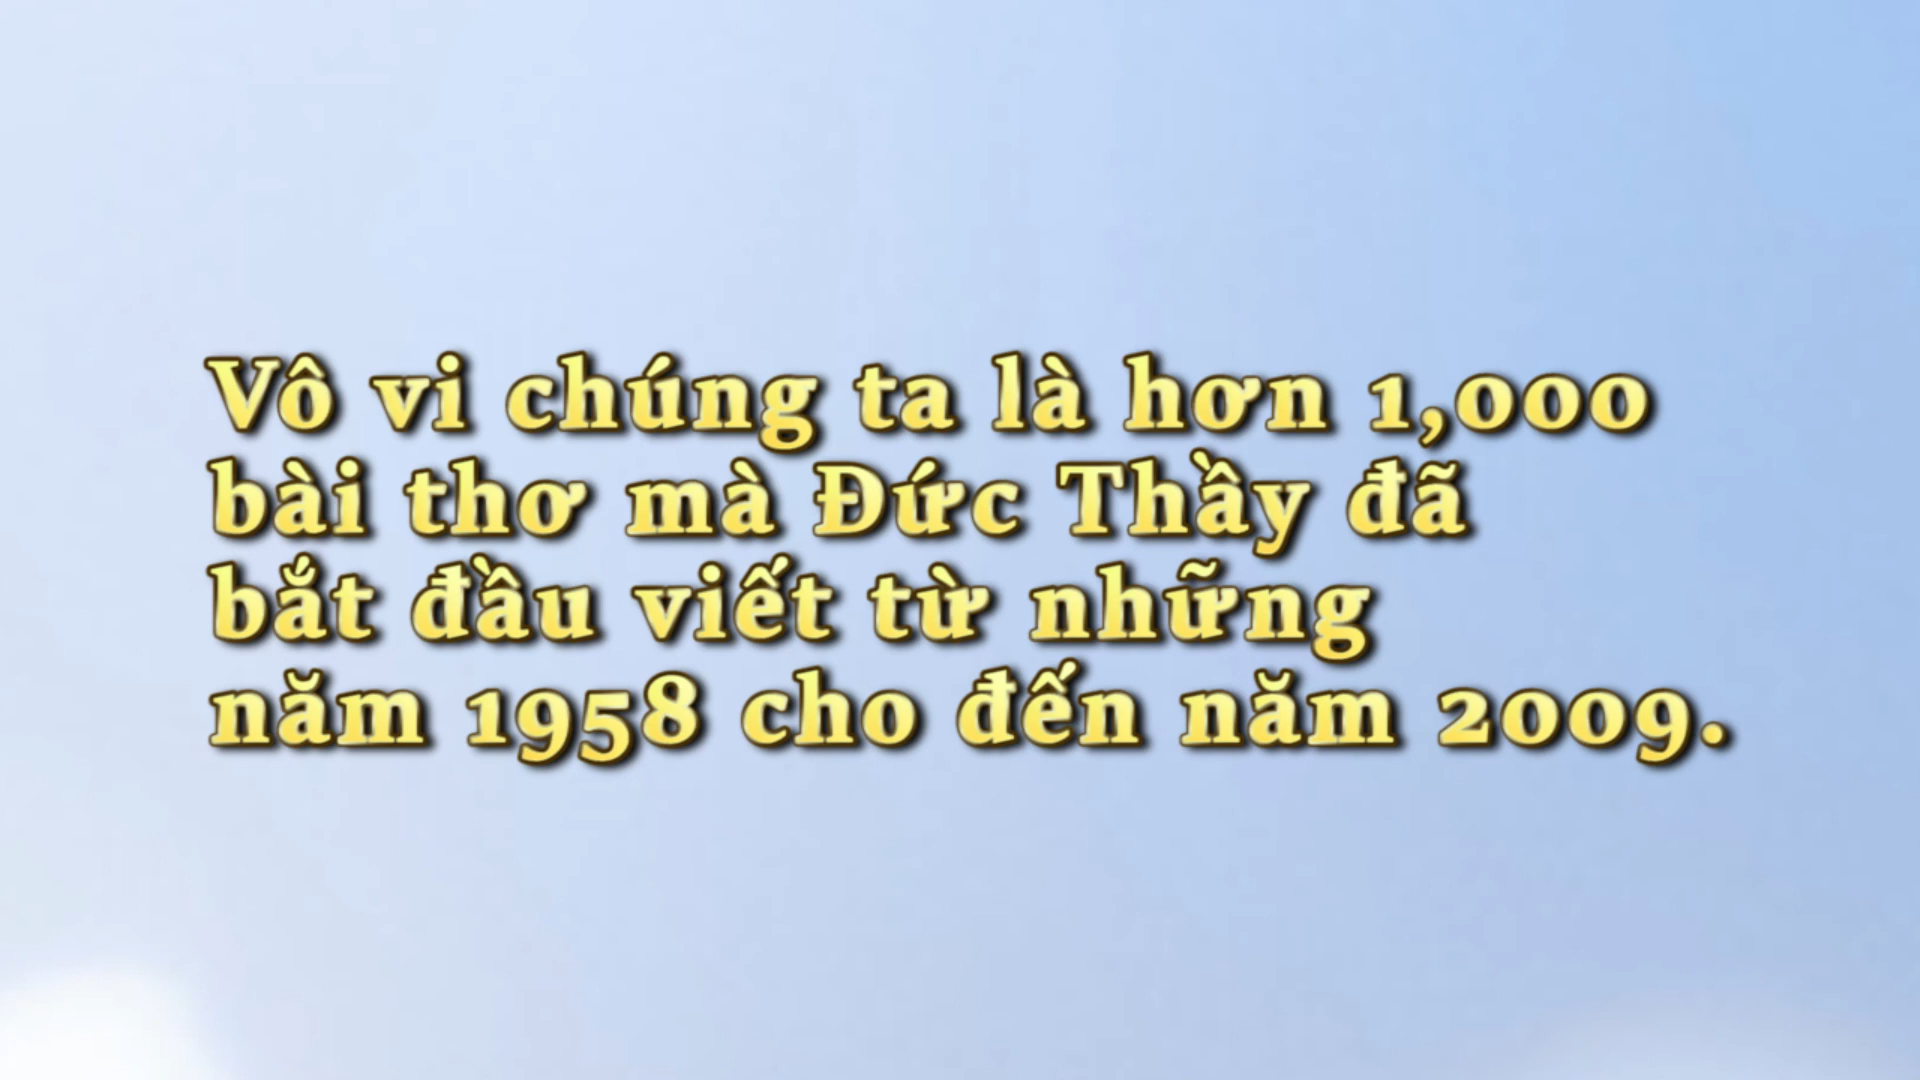 Vô vi chúng ta là hơn 1,000
bài thơ mà Đức Thầy đã
bắt đầu viết từ những
năm 1958 cho đến năm 2009.